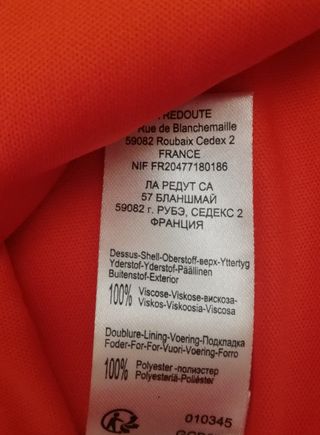 REDOUTE
Rue de Blanchemaille
59082 Roubaix Cedex 2
FRANCE
NIF FR20477180186
ЛА РЕДУТ СА
57 БЛАНШМАЙ
59082 г. РУБЭ, СЕДЕКС 2
ФРАНЦИЯ
Dessus-Shell-Oberstoff-верх-Yttertyg
Yderstof-Yderstof-Päällinen
Buitenstof-Exterior
100% Viscose-Viskose-вискоза-
Viskos-Viskoosia-Viscosa
Doublure-Lining-Voering-Подкладка
Foder-For-For-Vuori-Voering-Forro
100% Polyester-полиэстер
Polyesteriä-Poliéster
010345